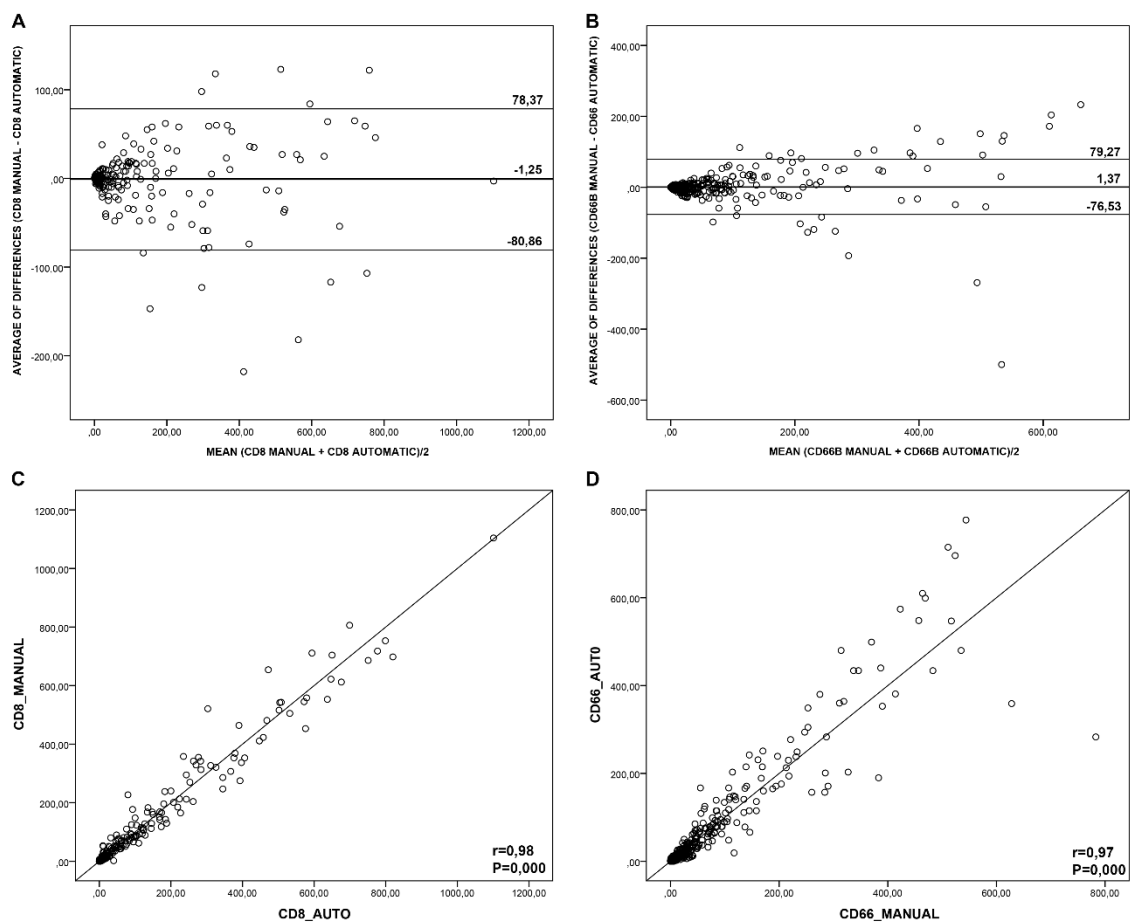 A
AVERAGE OF DIFFERENCES (CD8 MANUAL - CD8 AUTOMATIC)
100,00
,00
-100,00
-200,00
78,37
-1,25
-80,86
,00 200,00 400,00 600,00 800,00 1000,00 1200,00
MEAN (CD8 MANUAL + CD8 AUTOMATIC)/2
B
AVERAGE OF DIFFERENCES (CD66B MANUAL - CD66 AUTOMATIC)
400,00
200,00
,00
-200,00
-400,00
-600,00
79,27
1,37
-76,53
,00 200,00 400,00 600,00
MEAN (CD66B MANUAL + CD66B AUTOMATIC)/2
C
CD8_MANUAL
1200,00
1000,00
800,00
600,00
400,00
200,00
,00
r=0,98
P=0,000
,00 200,00 400,00 600,00 800,00 1000,00 1200,00
CD8_AUTO
D
CD66_AUT0
800,00
600,00
400,00
200,00
,00
r=0,97
P=0,000
,00 200,00 400,00 600,00 800,00
CD66_MANUAL